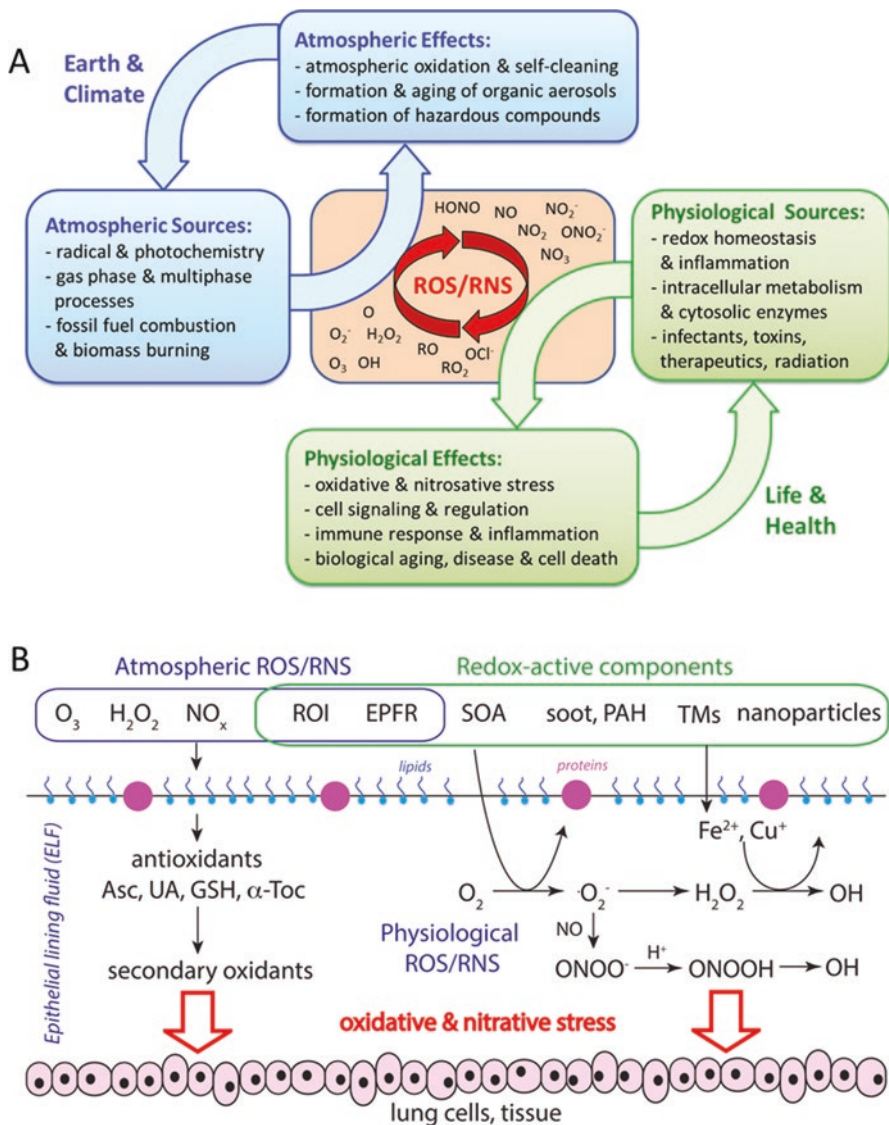 A
Earth &
Climate
Atmospheric Effects:
- atmospheric oxidation & self-cleaning
- formation & aging of organic aerosols
- formation of hazardous compounds
Atmospheric Sources:
- radical & photochemistry
- gas phase & multiphase
processes
- fossil fuel combustion
& biomass burning
HONO NO NO₂⁻
NO₂ ONO₂⁻
NO₃
ROS/RNS
O
O₂⁻ H₂O₂
O₃ OH
RO OCl⁻
RO₂
Physiological Sources:
- redox homeostasis
& inflammation
- intracellular metabolism
& cytosolic enzymes
- infectants, toxins,
therapeutics, radiation
Physiological Effects:
- oxidative & nitrosative stress
- cell signaling & regulation
- immune response & inflammation
- biological aging, disease & cell death
Life &
Health
B
Atmospheric ROS/RNS
Redox-active components
O₃ H₂O₂ NOₓ ROI EPFR SOA soot, PAH TMs nanoparticles
lipids
proteins
Epithelial lining fluid (ELF)
antioxidants
Asc, UA, GSH, α-Toc
secondary oxidants
Fe²⁺, Cu⁺
O₂ ·O₂⁻ H₂O₂ OH
Physiological
ROS/RNS
NO
ONOO⁻ H⁺ ONOOH OH
oxidative & nitrative stress
lung cells, tissue